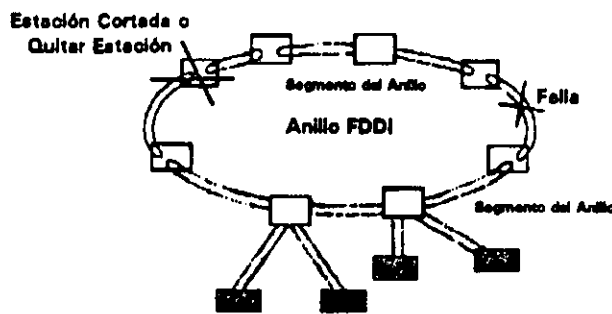 Estación Cortada o
Quitar Estación
Segmento del Anillo
Falla
Anillo FDDI
Segmento del Anillo